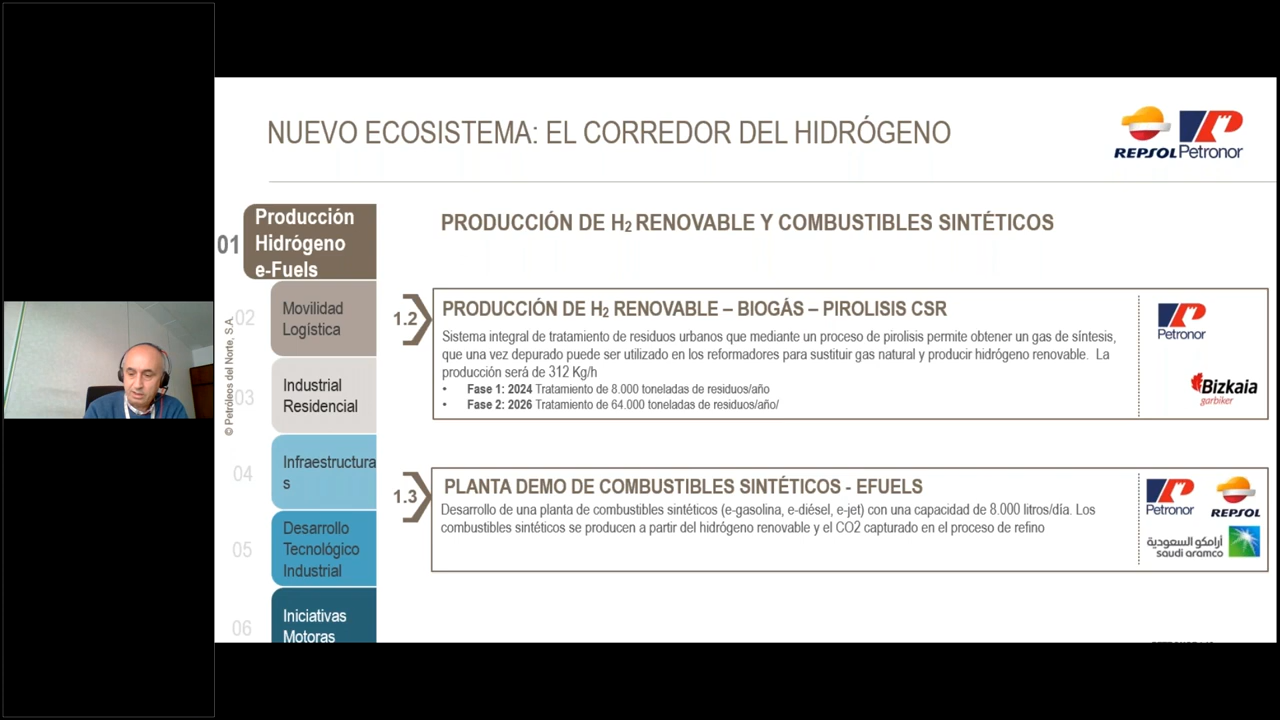 NUEVO ECOSISTEMA: EL CORREDOR DEL HIDRÓGENO
REPSOL
Petronor
01
Producción
Hidrógeno
e-Fuels
02
Movilidad
Logística
03
Industrial
Residencial
04
Infraestructura
s
05
Desarrollo
Tecnológico
Industrial
06
Iniciativas
Motoras
© Petróleos del Norte, S.A.
PRODUCCIÓN DE H2 RENOVABLE Y COMBUSTIBLES SINTÉTICOS
1.2
PRODUCCIÓN DE H2 RENOVABLE – BIOGÁS – PIROLISIS CSR
Sistema integral de tratamiento de residuos urbanos que mediante un proceso de pirolisis permite obtener un gas de síntesis,
que una vez depurado puede ser utilizado en los reformadores para sustituir gas natural y producir hidrógeno renovable. La
producción será de 312 Kg/h
• Fase 1: 2024 Tratamiento de 8.000 toneladas de residuos/año
• Fase 2: 2026 Tratamiento de 64.000 toneladas de residuos/año/
Petronor
Bizkaia
garbiker
1.3
PLANTA DEMO DE COMBUSTIBLES SINTÉTICOS - EFUELS
Desarrollo de una planta de combustibles sintéticos (e-gasolina, e-diésel, e-jet) con una capacidad de 8.000 litros/día. Los
combustibles sintéticos se producen a partir del hidrógeno renovable y el CO2 capturado en el proceso de refino
Petronor
REPSOL
أرامكو السعودية
saudi aramco